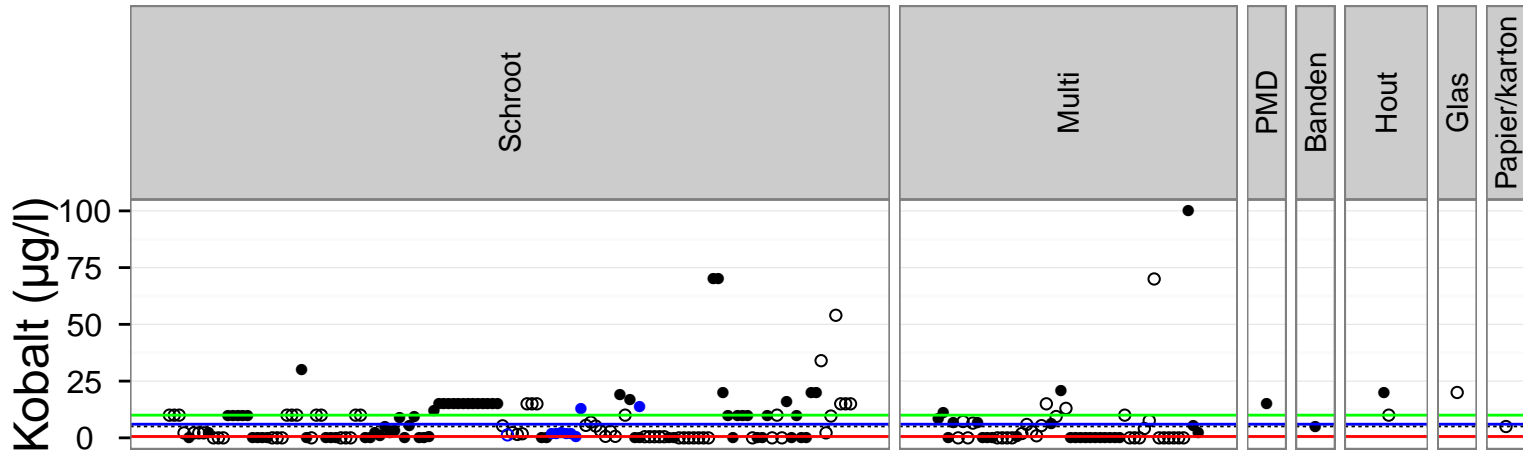 Schroot
Multi
PMD
Banden
Hout
Glas
Papier/karton
Kobalt (µg/l)
100
75
50
25
0